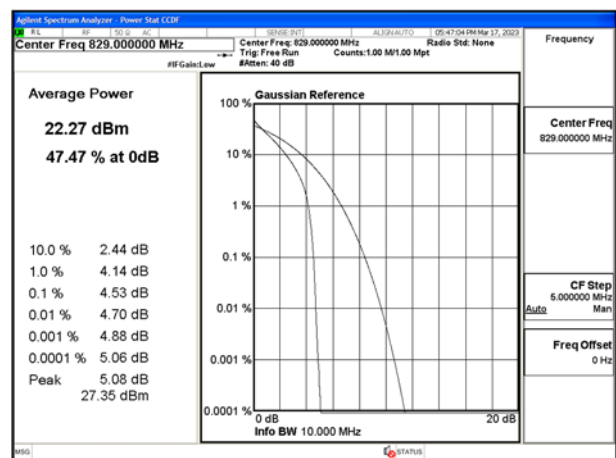 Agilent Spectrum Analyzer - Power Stat CCDF
RL RF 50 Ω AC SENSE:INT ALIGN AUTO 05:47:04 PM Mar 17, 2023
Center Freq 829.000000 MHz
Center Freq: 829.000000 MHz Radio Std: None
Trig: Free Run Counts:1.00 M/1.00 Mpt
#IFGain:Low #Atten: 40 dB
Frequency
Average Power
22.27 dBm
47.47 % at 0dB
10.0 % 2.44 dB
1.0 % 4.14 dB
0.1 % 4.53 dB
0.01 % 4.70 dB
0.001 % 4.88 dB
0.0001 % 5.06 dB
Peak 5.08 dB
27.35 dBm
Gaussian Reference
100 %
10 %
1 %
0.1 %
0.01 %
0.001 %
0.0001 %
0 dB 20 dB
Info BW 10.000 MHz
Center Freq
829.000000 MHz
CF Step
5.000000 MHz
Auto Man
Freq Offset
0 Hz
MSG STATUS